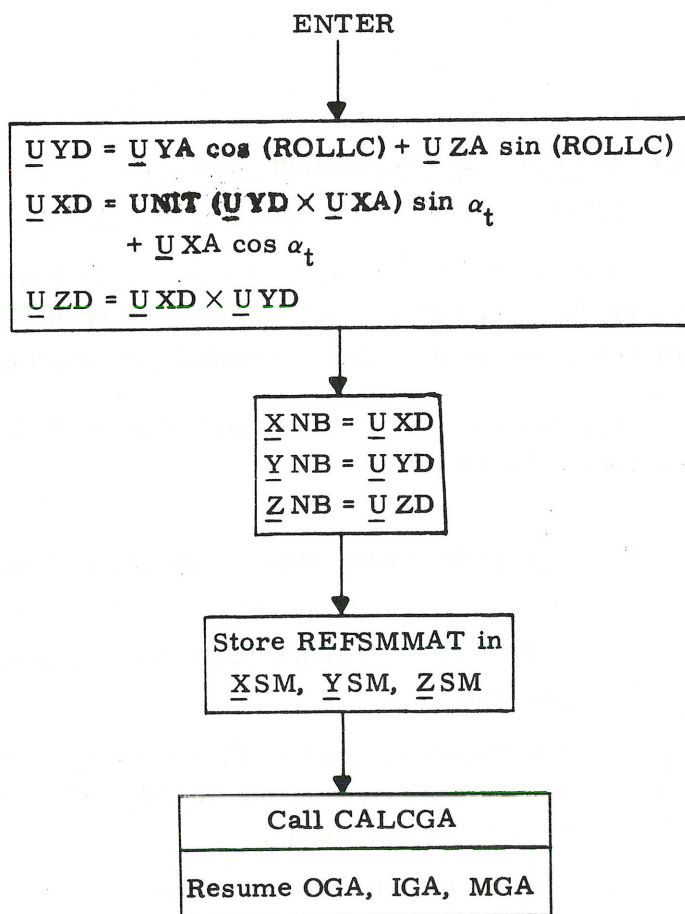 ENTER
U YD = U YA cos (ROLLC) + U ZA sin (ROLLC)
U XD = UNIT (U YD × U XA) sin αt
+ U XA cos αt
U ZD = U XD × U YD
X NB = U XD
Y NB = U YD
Z NB = U ZD
Store REFSMMAT in
X SM, Y SM, Z SM
Call CALCGA
Resume OGA, IGA, MGA